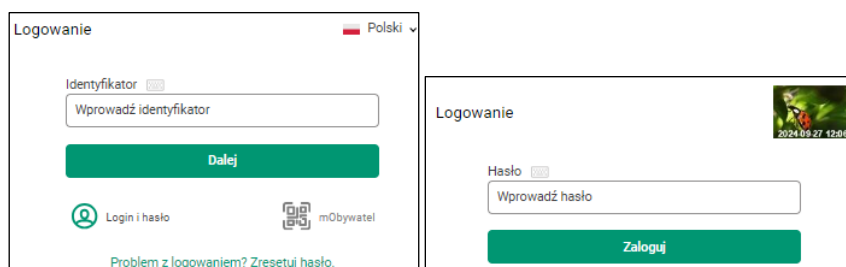 Logowanie
Polski
Identyfikator
Wprowadź identyfikator
Dalej
Login i hasło
mObywatel
Problem z logowaniem? Zresetuj hasło.
Logowanie
2024-09-27 12:06
Hasło
Wprowadź hasło
Zaloguj